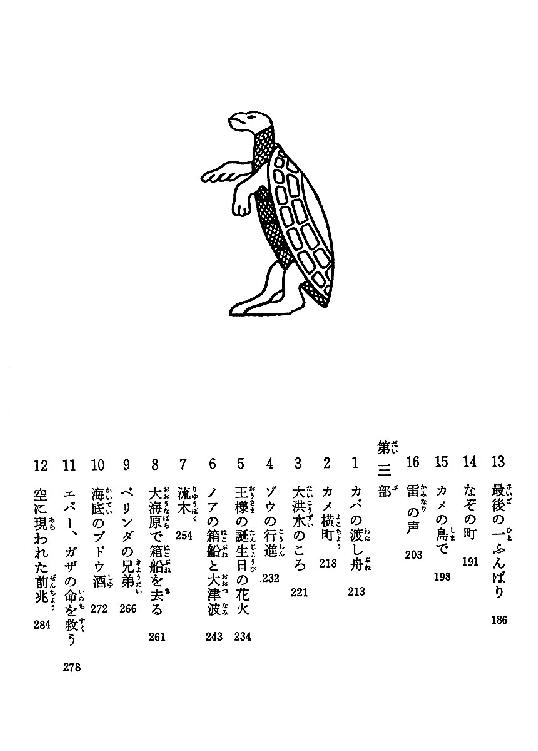 13 最後の一ふんばり 186
14 なぞの町 191
15 カメの島で 198
16 雷の声 203
第三部
1 カバの渡し舟 213
2 カメ横町 218
3 大洪水のころ 221
4 ゾウの行進 232
5 王様の誕生日の花火 234
6 ノアの箱船と大津波 243
7 流木 254
8 大海原で箱船を去る 261
9 ベリンダの兄弟 266
10 海底のブドウ酒 272
11 エバー、ガザの命を救う 278
12 空に現われた前兆 284